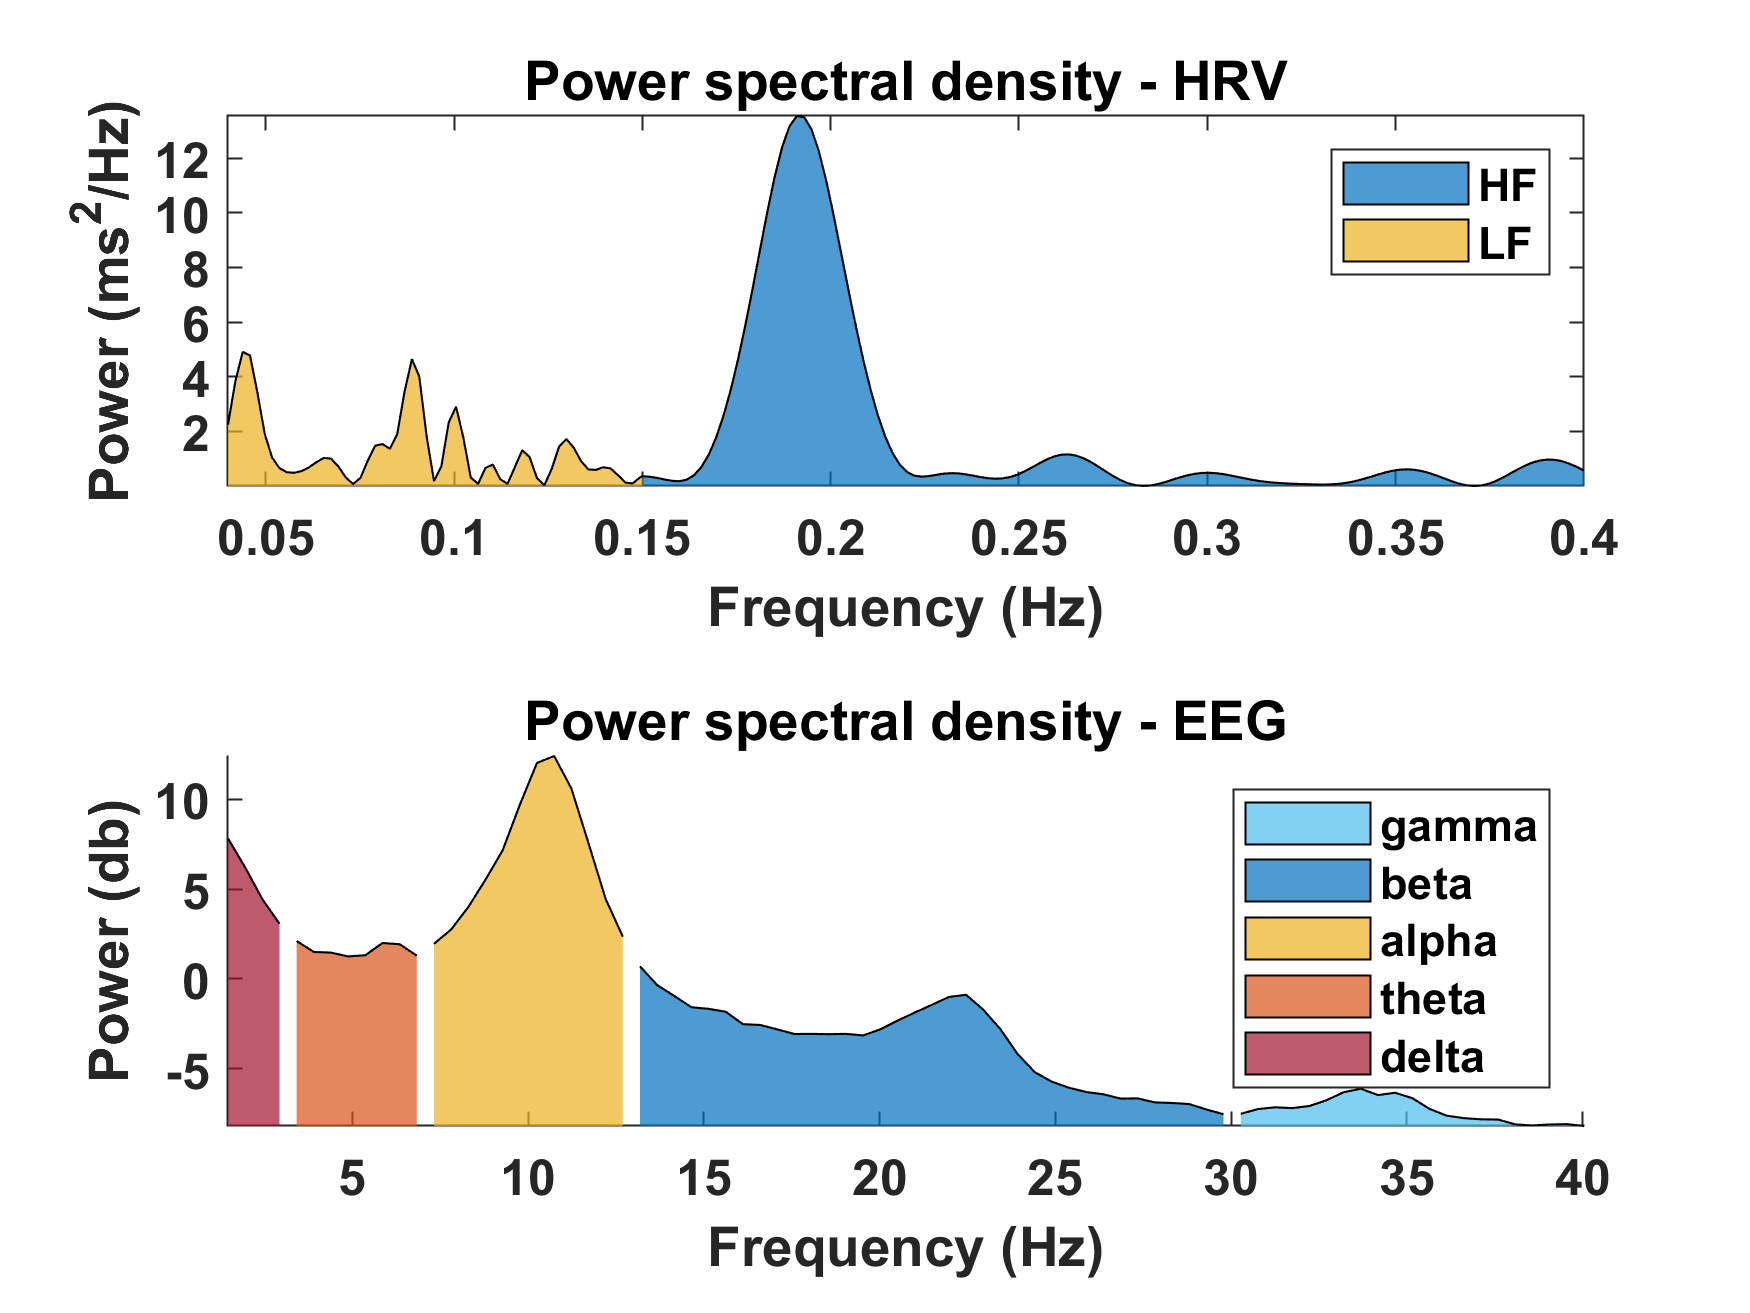 Power spectral density - HRV
Power (ms2/Hz)
12
10
8
6
4
2
HF
LF
0.05 0.1 0.15 0.2 0.25 0.3 0.35 0.4
Frequency (Hz)
Power spectral density - EEG
Power (db)
10
5
0
-5
gamma
beta
alpha
theta
delta
5 10 15 20 25 30 35 40
Frequency (Hz)